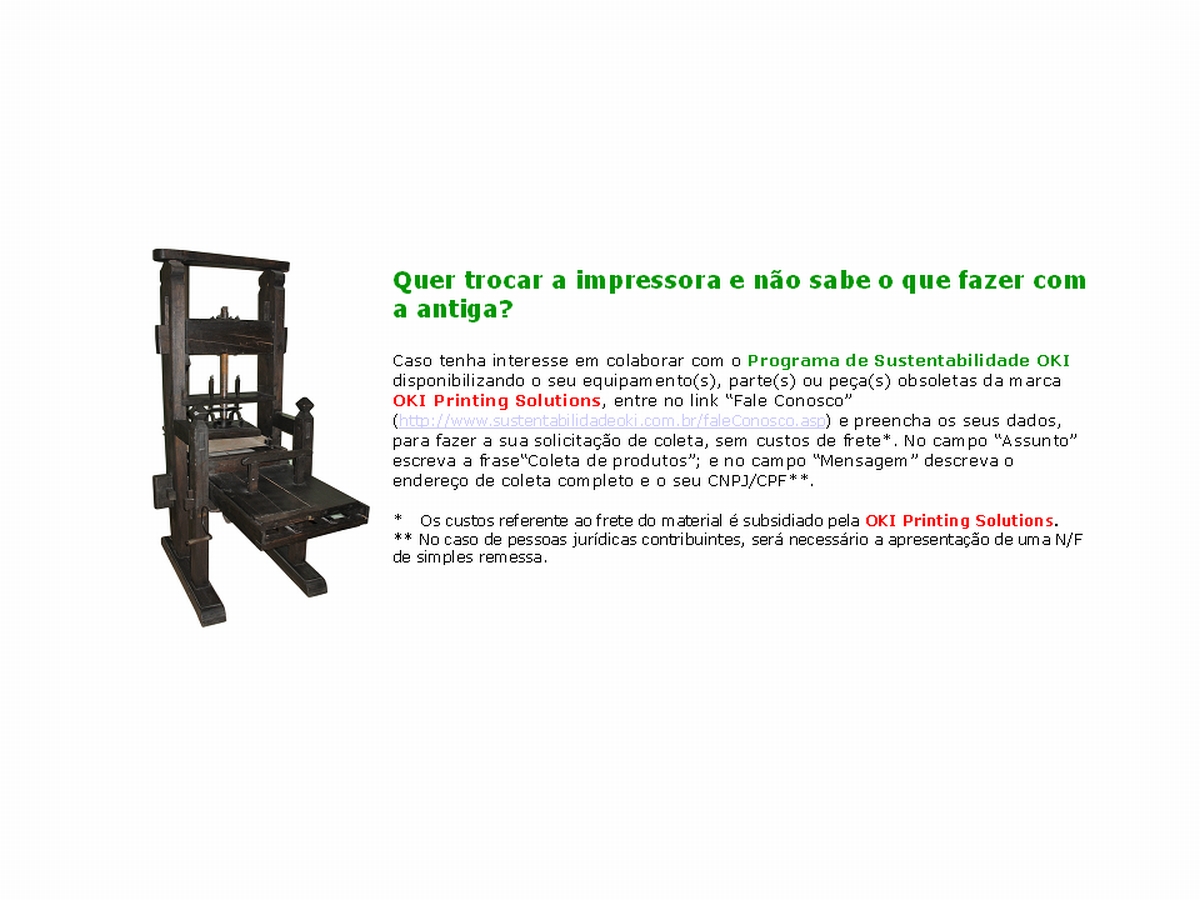 Quer trocar a impressora e não sabe o que fazer com
a antiga?
Caso tenha interesse em colaborar com o Programa de Sustentabilidade OKI
disponibilizando o seu equipamento(s), parte(s) ou peça(s) obsoletas da marca
OKI Printing Solutions, entre no link “Fale Conosco”
(http://www.sustentabilidadeoki.com.br/faleConosco.asp) e preencha os seus dados,
para fazer a sua solicitação de coleta, sem custos de frete*. No campo “Assunto”
escreva a frase“Coleta de produtos”; e no campo “Mensagem” descreva o
endereço de coleta completo e o seu CNPJ/CPF**.
* Os custos referente ao frete do material é subsidiado pela OKI Printing Solutions.
** No caso de pessoas jurídicas contribuintes, será necessário a apresentação de uma N/F
de simples remessa.